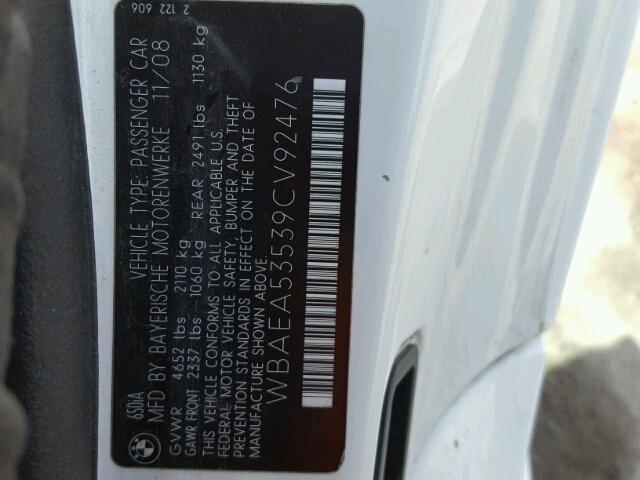 650IA VEHICLE TYPE: PASSENGER CAR 2 122 606
MFD BY BAYERISCHE MOTORENWERKE 11/08
GVWR 4652 lbs 2110 kg
GAWR FRONT 2337 lbs 1060 kg REAR 2491 lbs 1130 kg
THIS VEHICLE CONFORMS TO ALL APPLICABLE U.S.
FEDERAL MOTOR VEHICLE SAFETY, BUMPER AND THEFT
STANDARDS IN EFFECT ON THE DATE OF
MANUFACTURE SHOWN ABOVE
WBAEA53539CV92476